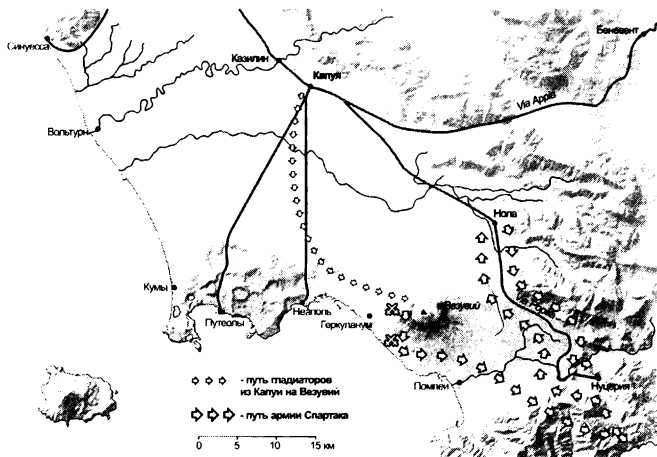 Синуесса
Казилин
Капуя
Беневент
Via Appia
Вольтурн
Нола
Кумы
Путеолы
Неаполь
Геркуланум
Везувий
Помпеи
Нуцерия
- путь гладиаторов
из Капуи на Везувий
- путь армии Спартака
0 5 10 15 км